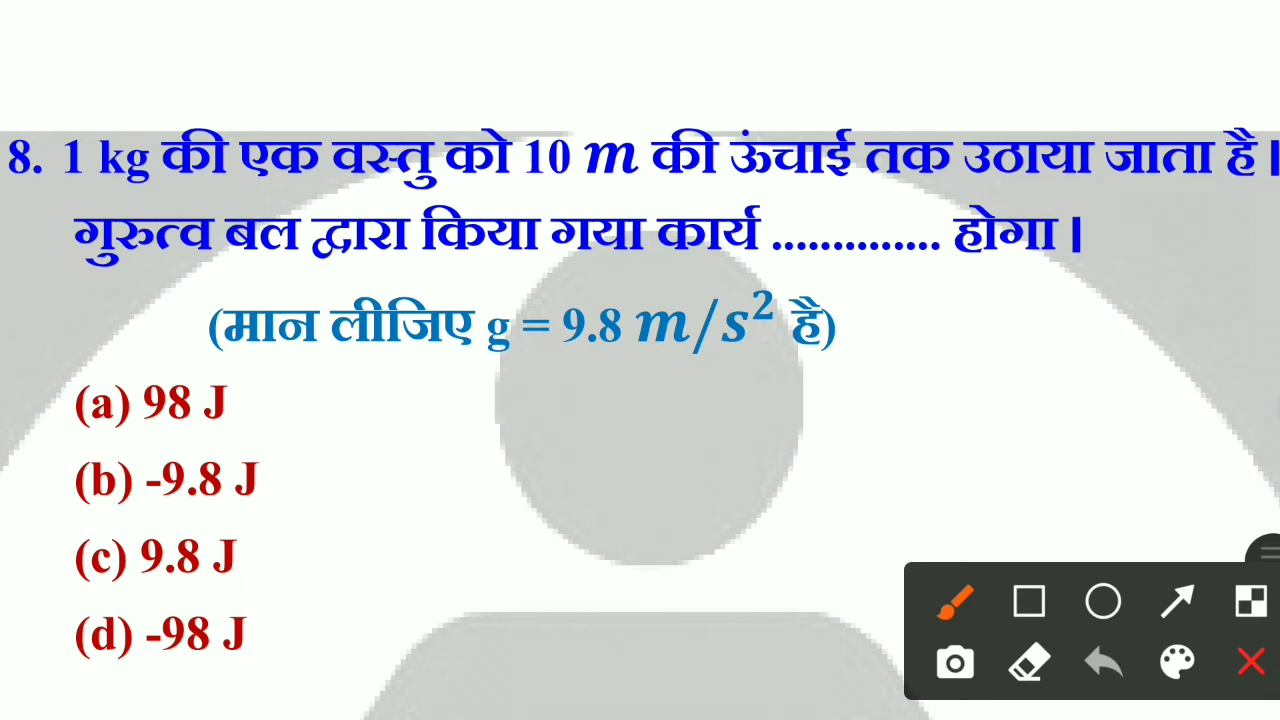 8. 1 kg की एक वस्तु को 10 m की ऊंचाई तक उठाया जाता है।
गुरुत्व बल द्वारा किया गया कार्य .............. होगा।
(मान लीजिए g = 9.8 m/s² है)
(a) 98 J
(b) -9.8 J
(c) 9.8 J
(d) -98 J